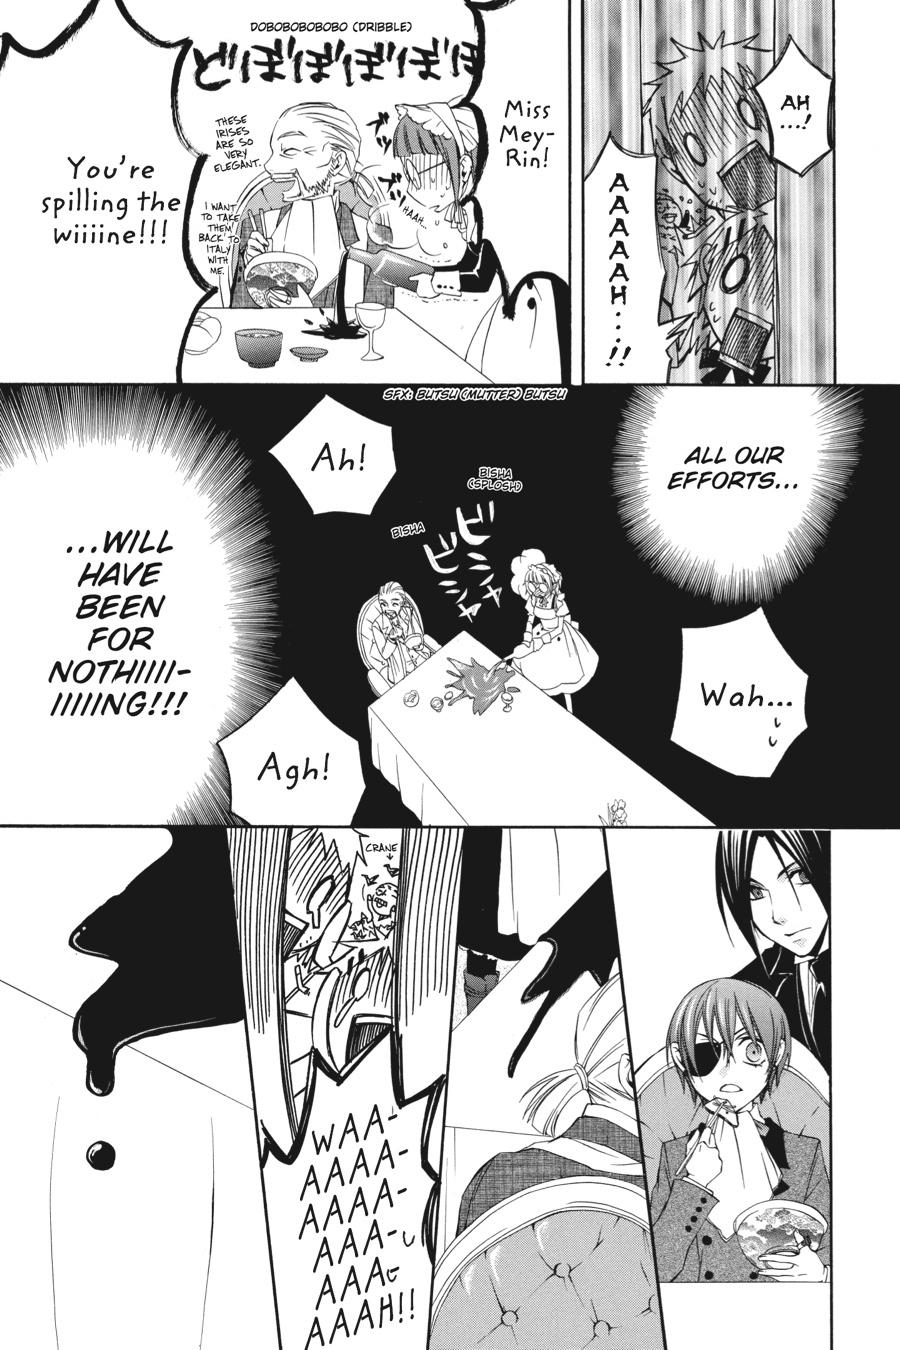 AH
...!
AAAAAH...!!
Miss
Mey-
Rin!
DOBOBOBOBOBO (DRIBBLE)
どぼぼぼぼぼ
THESE
IRISES
ARE SO
VERY
ELEGANT.
I WANT
TO TAKE
THEM
BACK TO
ITALY
WITH
ME.
HAAH...
You're
spilling the
wiiiine!!!
SFX: BUTSU (MUTTER) BUTSU
ALL OUR
EFFORTS...
Ah!
BISHA
(SPLOSH)
BISHA
ビシャ
ビシャ
Wah...
...WILL
HAVE
BEEN
FOR
NOTHIIII-
IIIIING!!!
Agh!
CRANE
WAA-
AAAA-
AAAA-
AAA-
AAA
AAAH!!